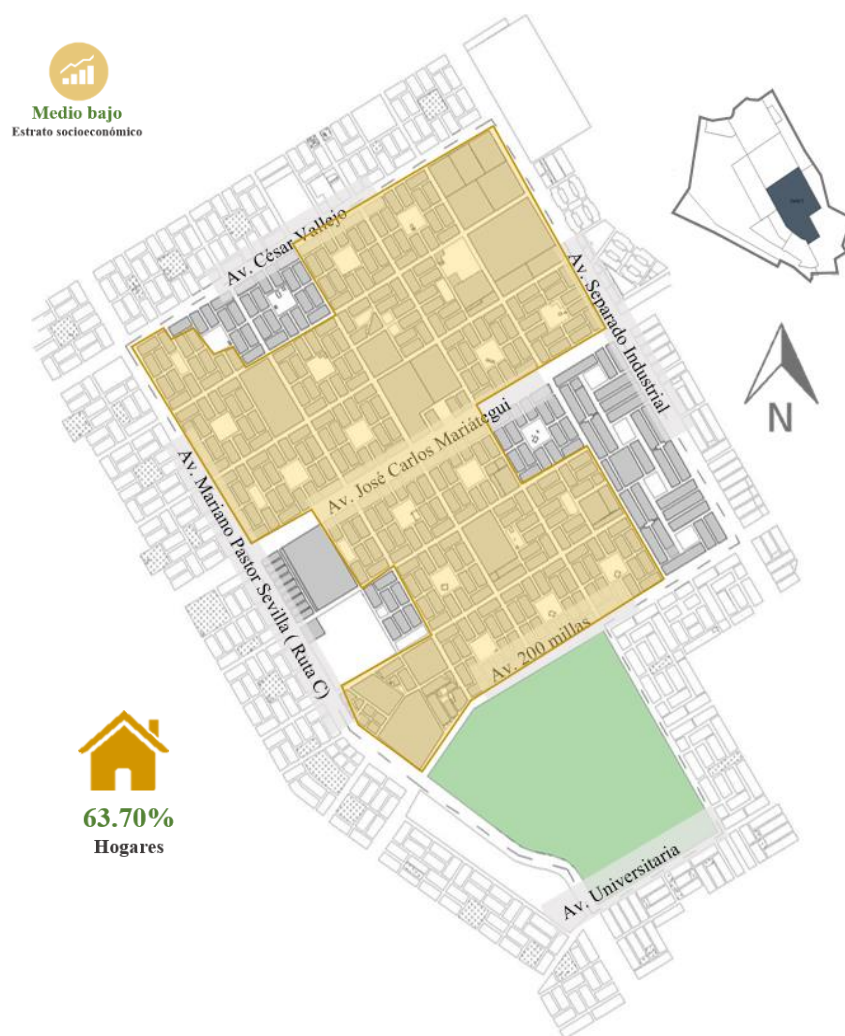 Medio bajo
Estrato socioeconómico
Av. César Vallejo
Av. Separado Industrial
N
Av. José Carlos Mariátegui
Av. Mariano Pastor Sevilla ( Ruta C)
Av. 200 millas
63.70%
Hogares
Av. Universitaria